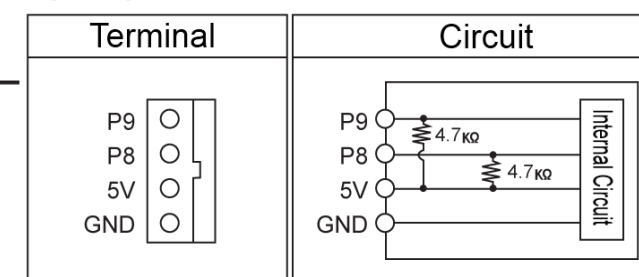 Terminal
Circuit
P9
P8
5V
GND
P9
P8
5V
GND
4.7KΩ
4.7KΩ
Internal Circuit